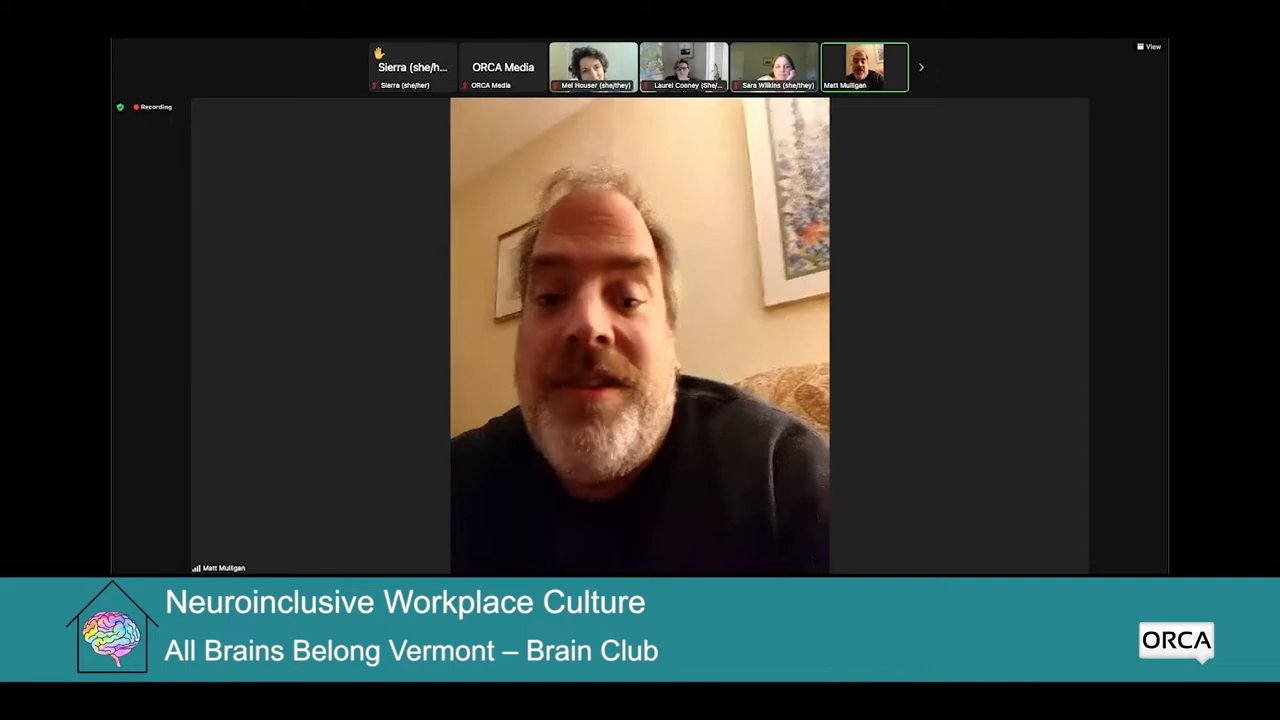 View
Sierra (she/h...
ORCA Media
Sierra (she/her)
ORCA Media
Mel Houser (she/they)
Laurel Cooney (She/...
Sara Wilkins (she/they)
Matt Mulligan
Recording
Matt Mulligan
Neuroinclusive Workplace Culture
All Brains Belong Vermont – Brain Club
ORCA